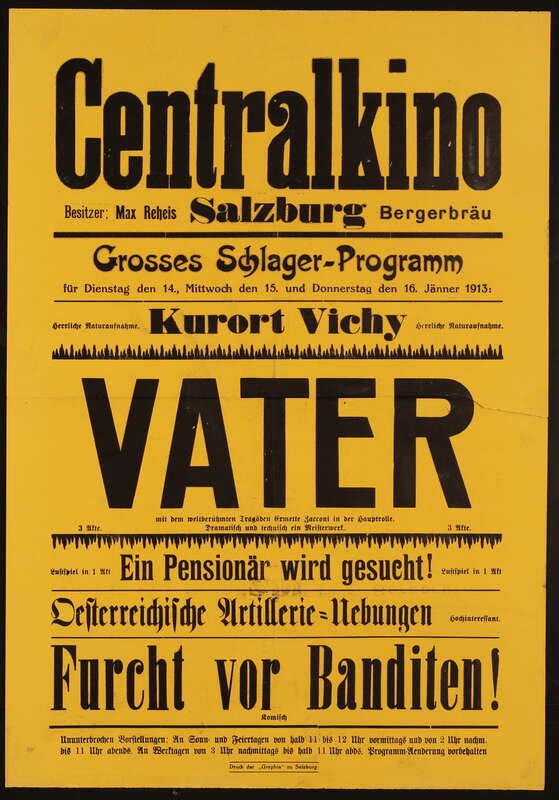 Centralkino
Besitzer: Max Reheis Salzburg Bergerbräu
Grosses Schlager-Programm
für Dienstag den 14., Mittwoch den 15. und Donnerstag den 16. Jänner 1913:
Herrliche Naturaufnahme. Kurort Vichy Herrliche Naturaufnahme.
VATER
mit dem weltberühmten Tragöden Ermette Zacconi in der Hauptrolle.
3 Akte. Dramatisch und technisch ein Meisterwerk. 3 Akte.
Lustspiel in 1 Akt Ein Pensionär wird gesucht! Lustspiel in 1 Akt
Oesterreichische Artillerie-Uebungen Hochinteressant.
Furcht vor Banditen!
Komisch
Ununterbrochen Vorstellungen: An Sonn- und Feiertagen von halb 11 bis 12 Uhr vormittags und von 2 Uhr nachm.
bis 11 Uhr abends. An Werktagen von 3 Uhr nachmittags bis halb 11 Uhr abds. Programm-Aenderung vorbehalten
Druck der „Graphia" zu Salzburg